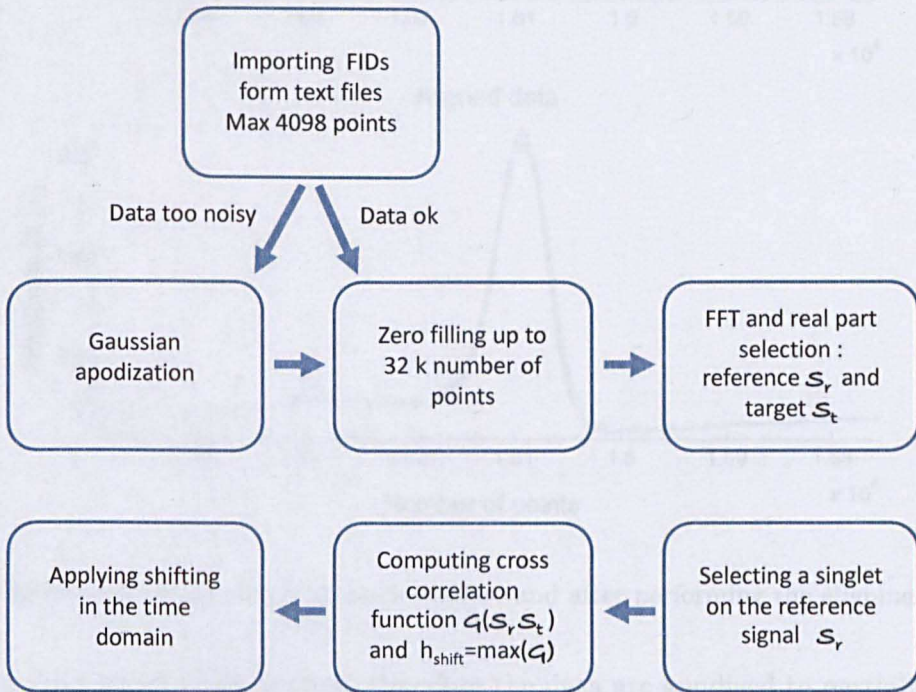 Importing FIDs
form text files
Max 4098 points
Data too noisy
Data ok
Gaussian
apodization
Zero filling up to
32 k number of
points
FFT and real part
selection :
reference Sr and
target St
Applying shifting
in the time
domain
Computing cross
correlation
function G(Sr,St)
and hshift=max(G)
Selecting a singlet
on the reference
signal Sr